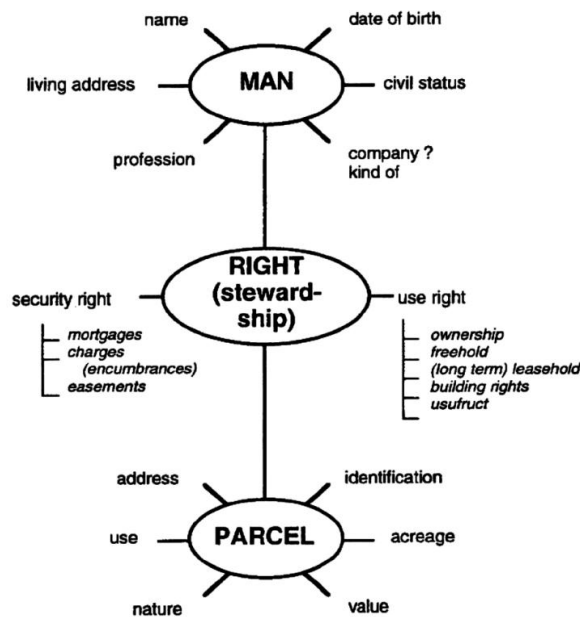 name
date of birth
living address
MAN
civil status
profession
company ?
kind of
security right
RIGHT
(steward-
ship)
use right
mortgages
charges
(encumbrances)
easements
ownership
freehold
(long term) leasehold
building rights
usufruct
address
identification
use
PARCEL
acreage
nature
value